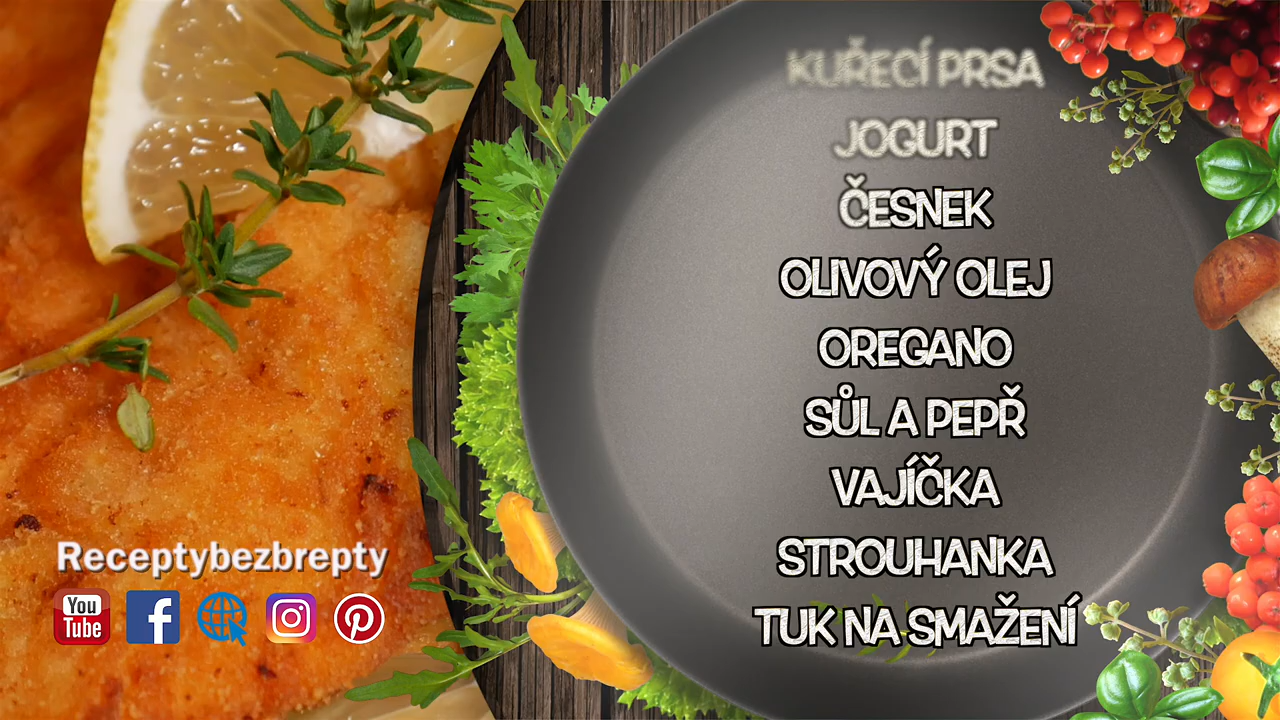 KUŘECÍ PRSA
JOGURT
ČESNEK
OLIVOVÝ OLEJ
OREGANO
SŮL A PEPŘ
VAJÍČKA
STROUHANKA
TUK NA SMAŽENÍ
Receptybezbrepty
You
Tube